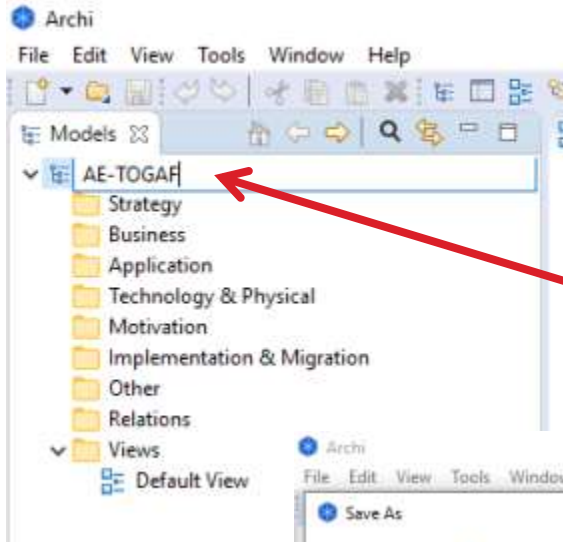 Archi
File Edit View Tools Window Help
Models
AE-TOGAF
Strategy
Business
Application
Technology & Physical
Motivation
Implementation & Migration
Other
Relations
Views
Default View
Archi
File Edit View Tools Window
Save As